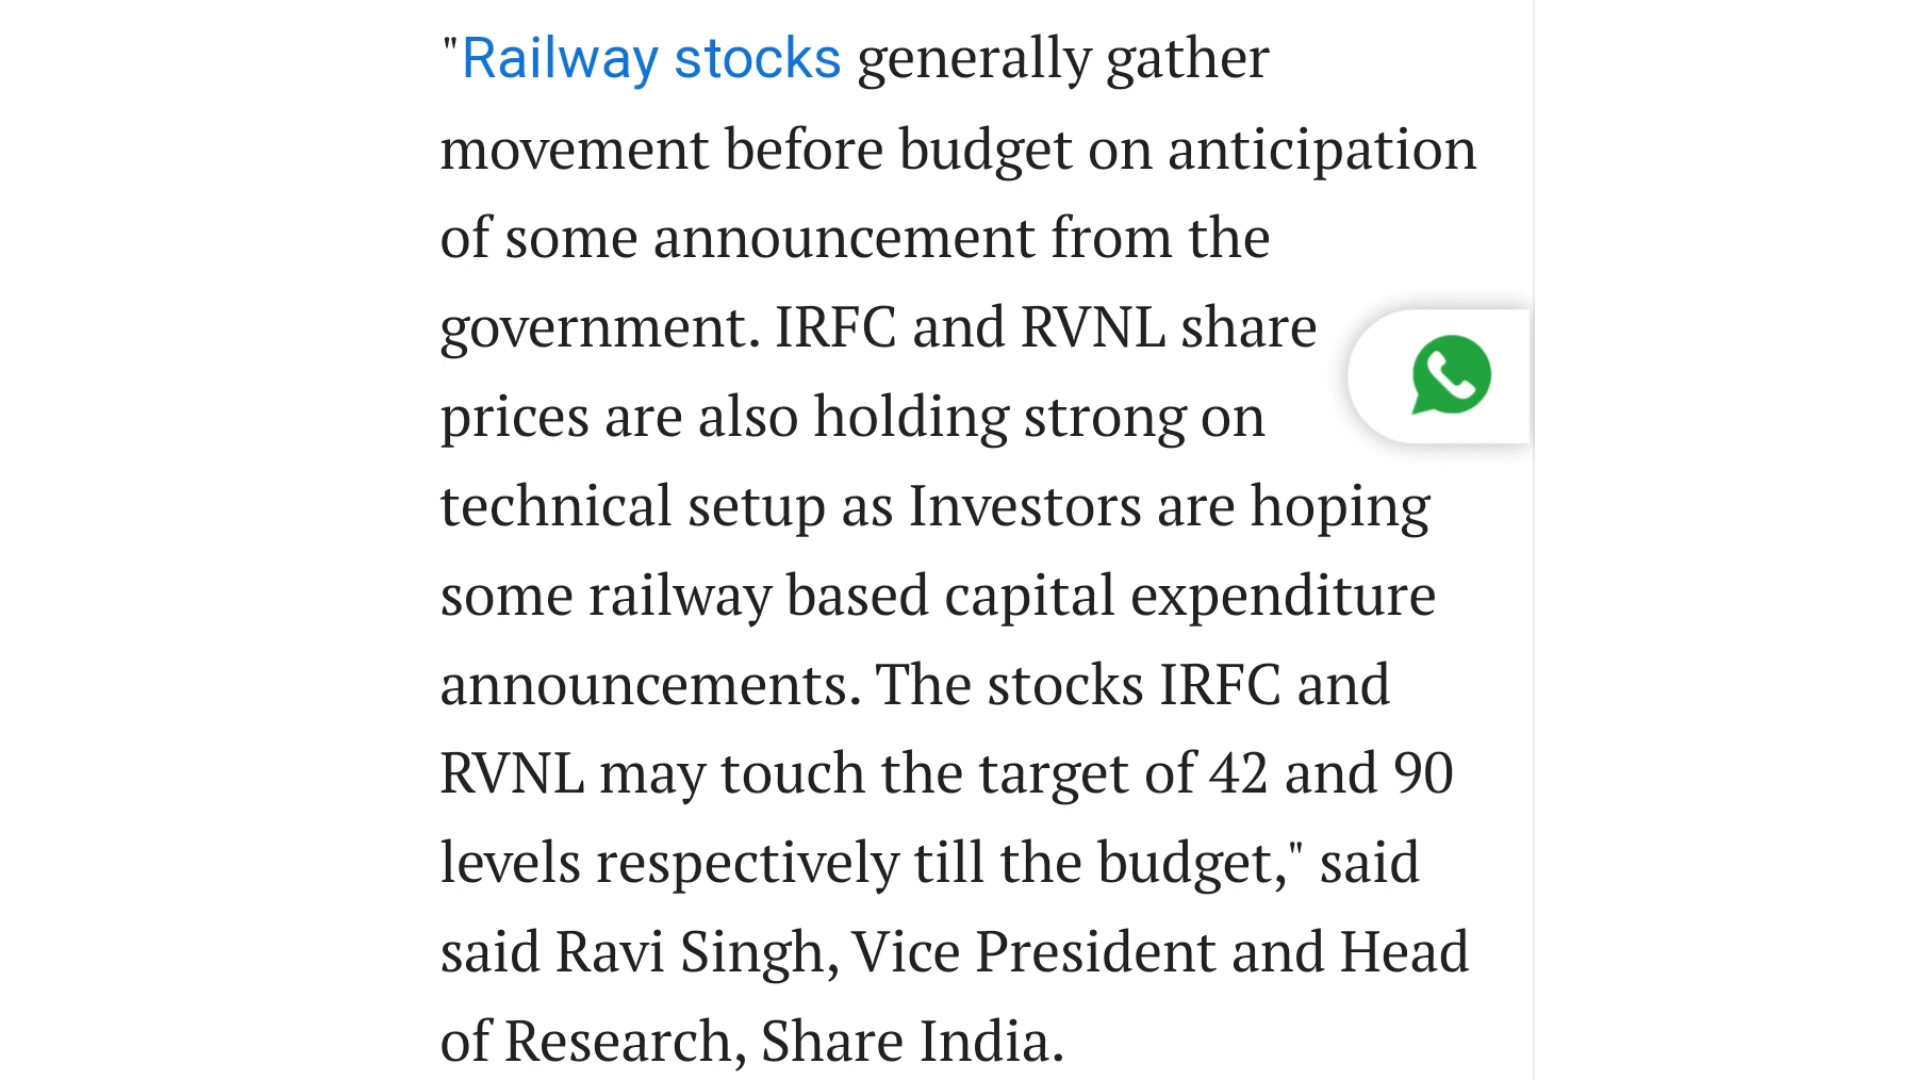 "Railway stocks generally gather
movement before budget on anticipation
of some announcement from the
government. IRFC and RVNL share
prices are also holding strong on
technical setup as Investors are hoping
some railway based capital expenditure
announcements. The stocks IRFC and
RVNL may touch the target of 42 and 90
levels respectively till the budget," said
said Ravi Singh, Vice President and Head
of Research, Share India.